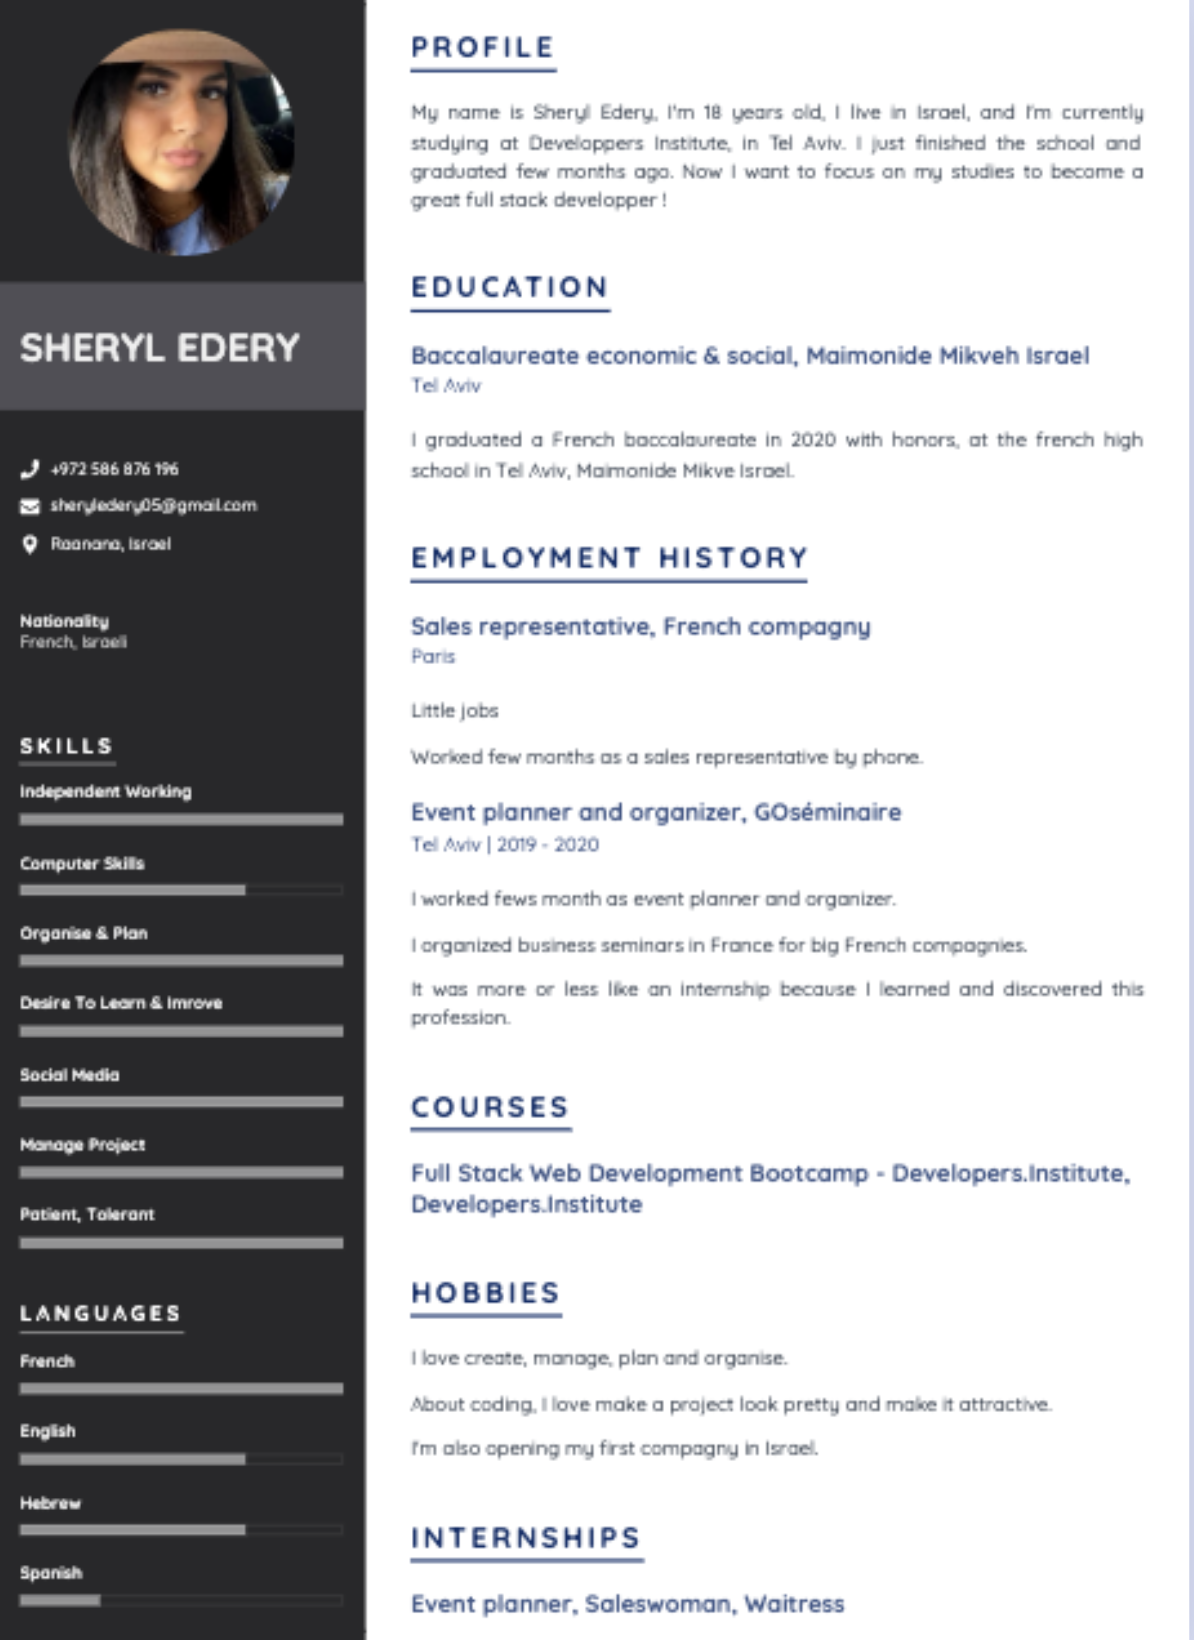 SHERYL EDERY
+972 586 876 196
sheryledery05@gmail.com
Raanana, Israel
Nationality
French, Israeli
SKILLS
Independent Working
Computer Skills
Organise & Plan
Desire To Learn & Imrove
Social Media
Manage Project
Patient, Tolerant
LANGUAGES
French
English
Hebrew
Spanish
PROFILE
My name is Sheryl Edery, I'm 18 years old, I live in Israel, and I'm currently
studying at Developpers Institute, in Tel Aviv. I just finished the school and
graduated few months ago. Now I want to focus on my studies to become a
great full stack developper !
EDUCATION
Baccalaureate economic & social, Maimonide Mikveh Israel
Tel Aviv
I graduated a French baccalaureate in 2020 with honors, at the french high
school in Tel Aviv, Maimonide Mikve Israel.
EMPLOYMENT HISTORY
Sales representative, French compagny
Paris
Little jobs
Worked few months as a sales representative by phone.
Event planner and organizer, GOséminaire
Tel Aviv | 2019 - 2020
I worked fews month as event planner and organizer.
I organized business seminars in France for big French compagnies.
It was more or less like an internship because I learned and discovered this
profession.
COURSES
Full Stack Web Development Bootcamp - Developers.Institute,
Developers.Institute
HOBBIES
I love create, manage, plan and organise.
About coding, I love make a project look pretty and make it attractive.
I'm also opening my first compagny in Israel.
INTERNSHIPS
Event planner, Saleswoman, Waitress